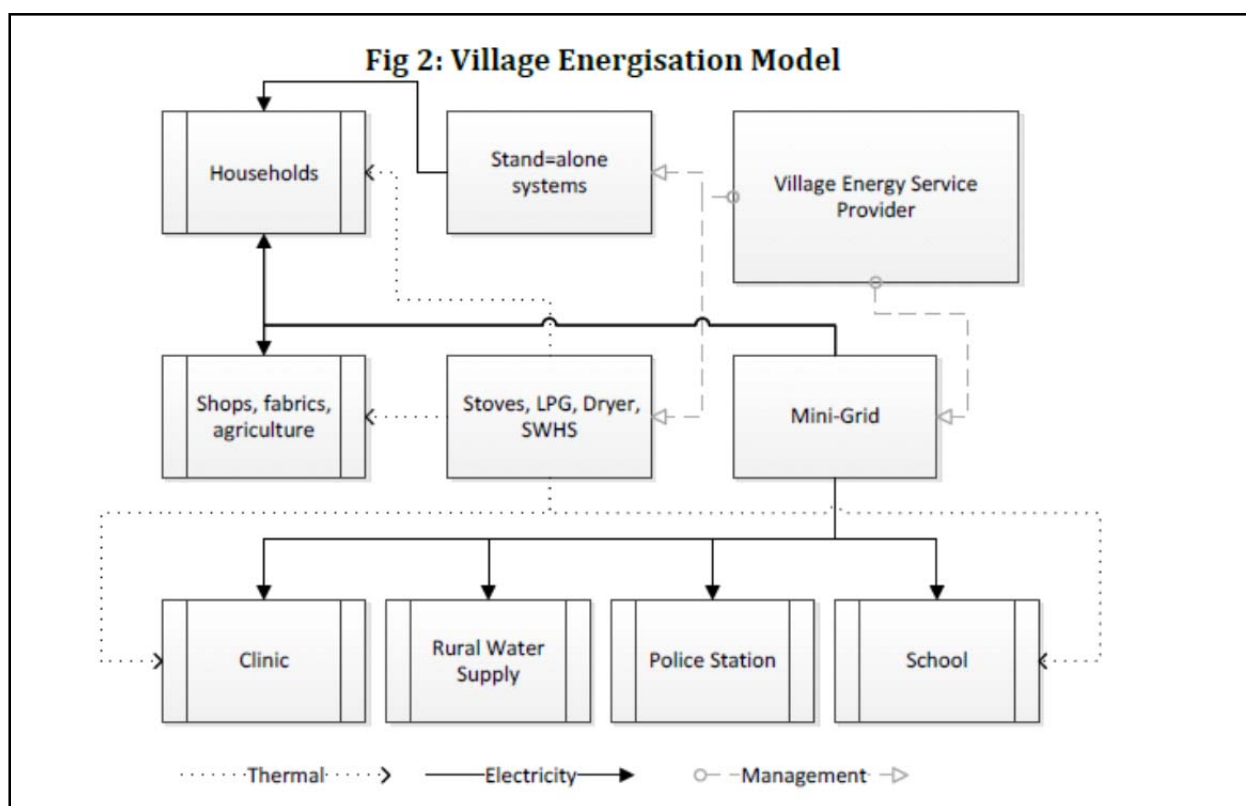 Fig 2: Village Energisation Model
Households
Stand=alone
systems
Village Energy Service
Provider
Shops, fabrics,
agriculture
Stoves, LPG, Dryer,
SWHS
Mini-Grid
Clinic
Rural Water
Supply
Police Station
School
Thermal
Electricity
Management